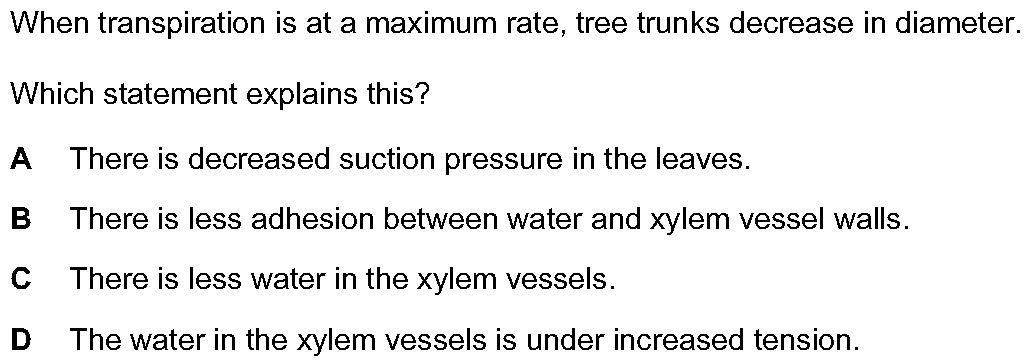 When transpiration is at a maximum rate, tree trunks decrease in diameter.
Which statement explains this?
A There is decreased suction pressure in the leaves.
B There is less adhesion between water and xylem vessel walls.
C There is less water in the xylem vessels.
D The water in the xylem vessels is under increased tension.